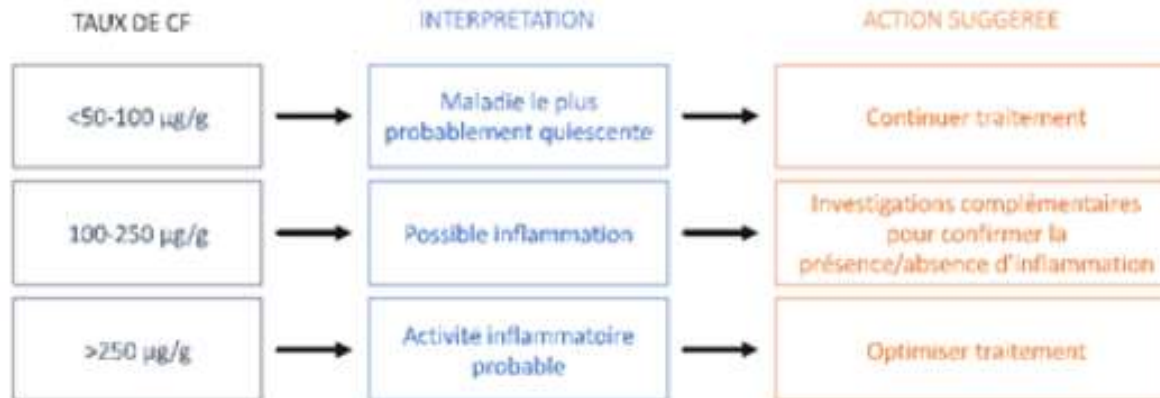 TAUX DE CF
INTERPRETATION
ACTION SUGGEREE
<50-100 µg/g
Maladie le plus
probablement quiescente
Continuer traitement
100-250 µg/g
Possible inflammation
Investigations complémentaires
pour confirmer la
présence/absence d'inflammation
>250 µg/g
Activité inflammatoire
probable
Optimiser traitement